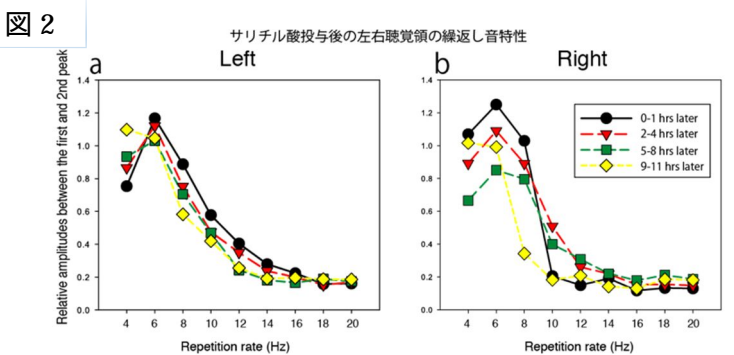 図 2
サリチル酸投与後の左右聴覚領の繰返し音特性
a
Left
b
Right
Relative amplitudes between the first and 2nd peak
1.4
1.2
1.0
0.8
0.6
0.4
0.2
0.0
4 6 8 10 12 14 16 18 20
Repetition rate (Hz)
1.4
1.2
1.0
0.8
0.6
0.4
0.2
0.0
4 6 8 10 12 14 16 18 20
Repetition rate (Hz)
0-1 hrs later
2-4 hrs later
5-8 hrs later
9-11 hrs later